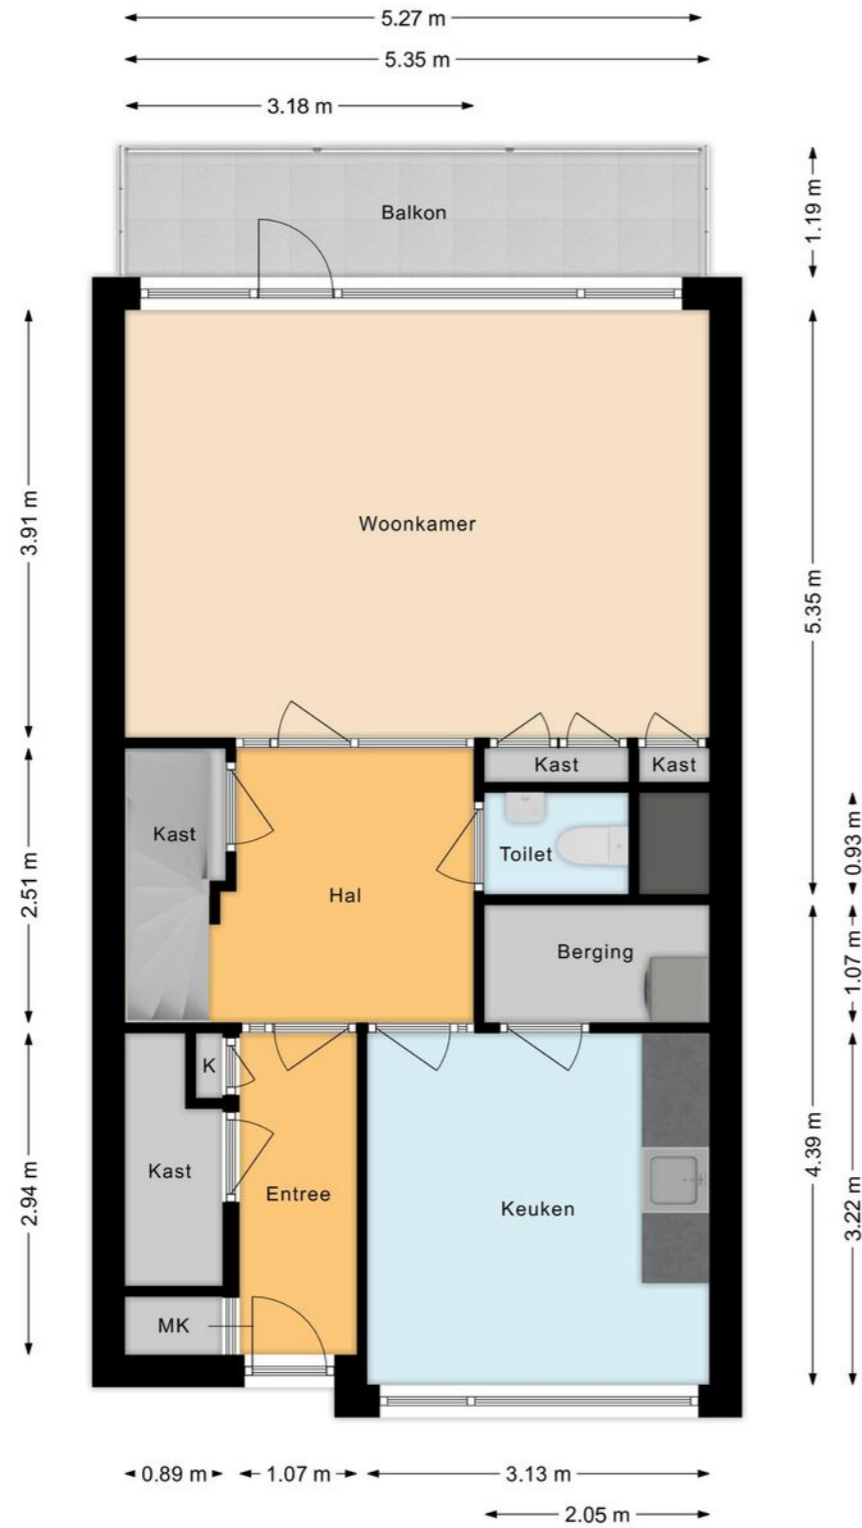 5.27 m
5.35 m
3.18 m
1.19 m
Balkon
3.91 m
Woonkamer
5.35 m
Kast
Kast
Kast
Toilet
0.93 m
2.51 m
Hal
Berging
1.07 m
K
Kast
Entree
Keuken
4.39 m
2.94 m
3.22 m
MK
0.89 m
1.07 m
3.13 m
2.05 m